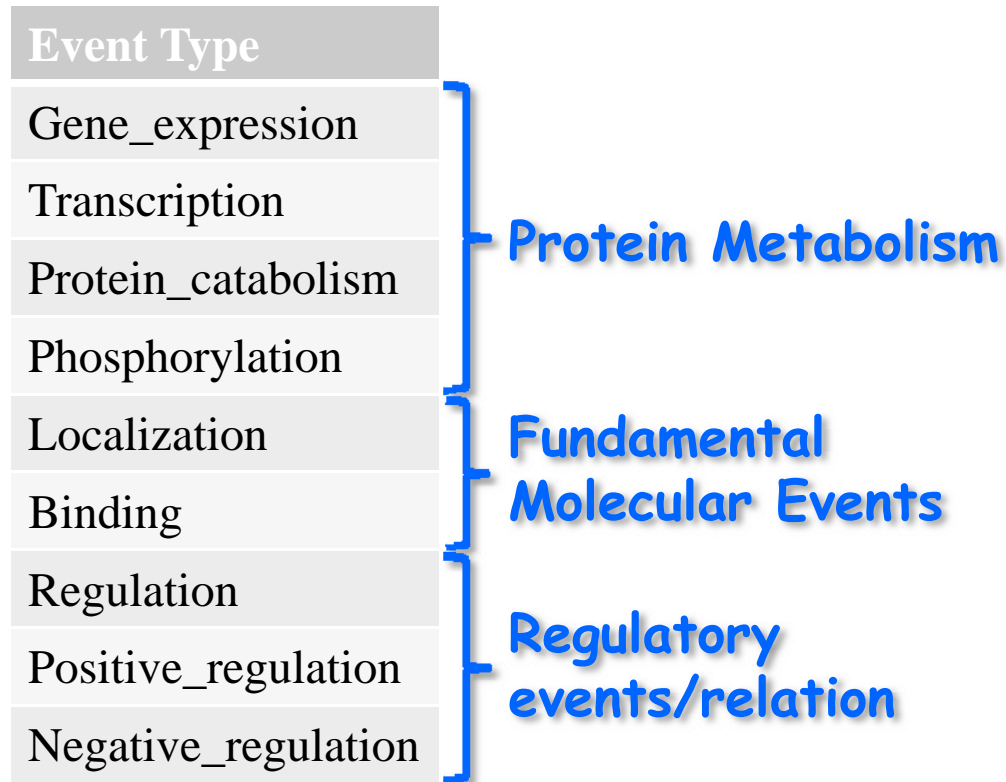 Event Type
Gene_expression
Transcription
Protein_catabolism
Phosphorylation
Localization
Binding
Regulation
Positive_regulation
Negative_regulation
Protein Metabolism
Fundamental
Molecular Events
Regulatory
events/relation